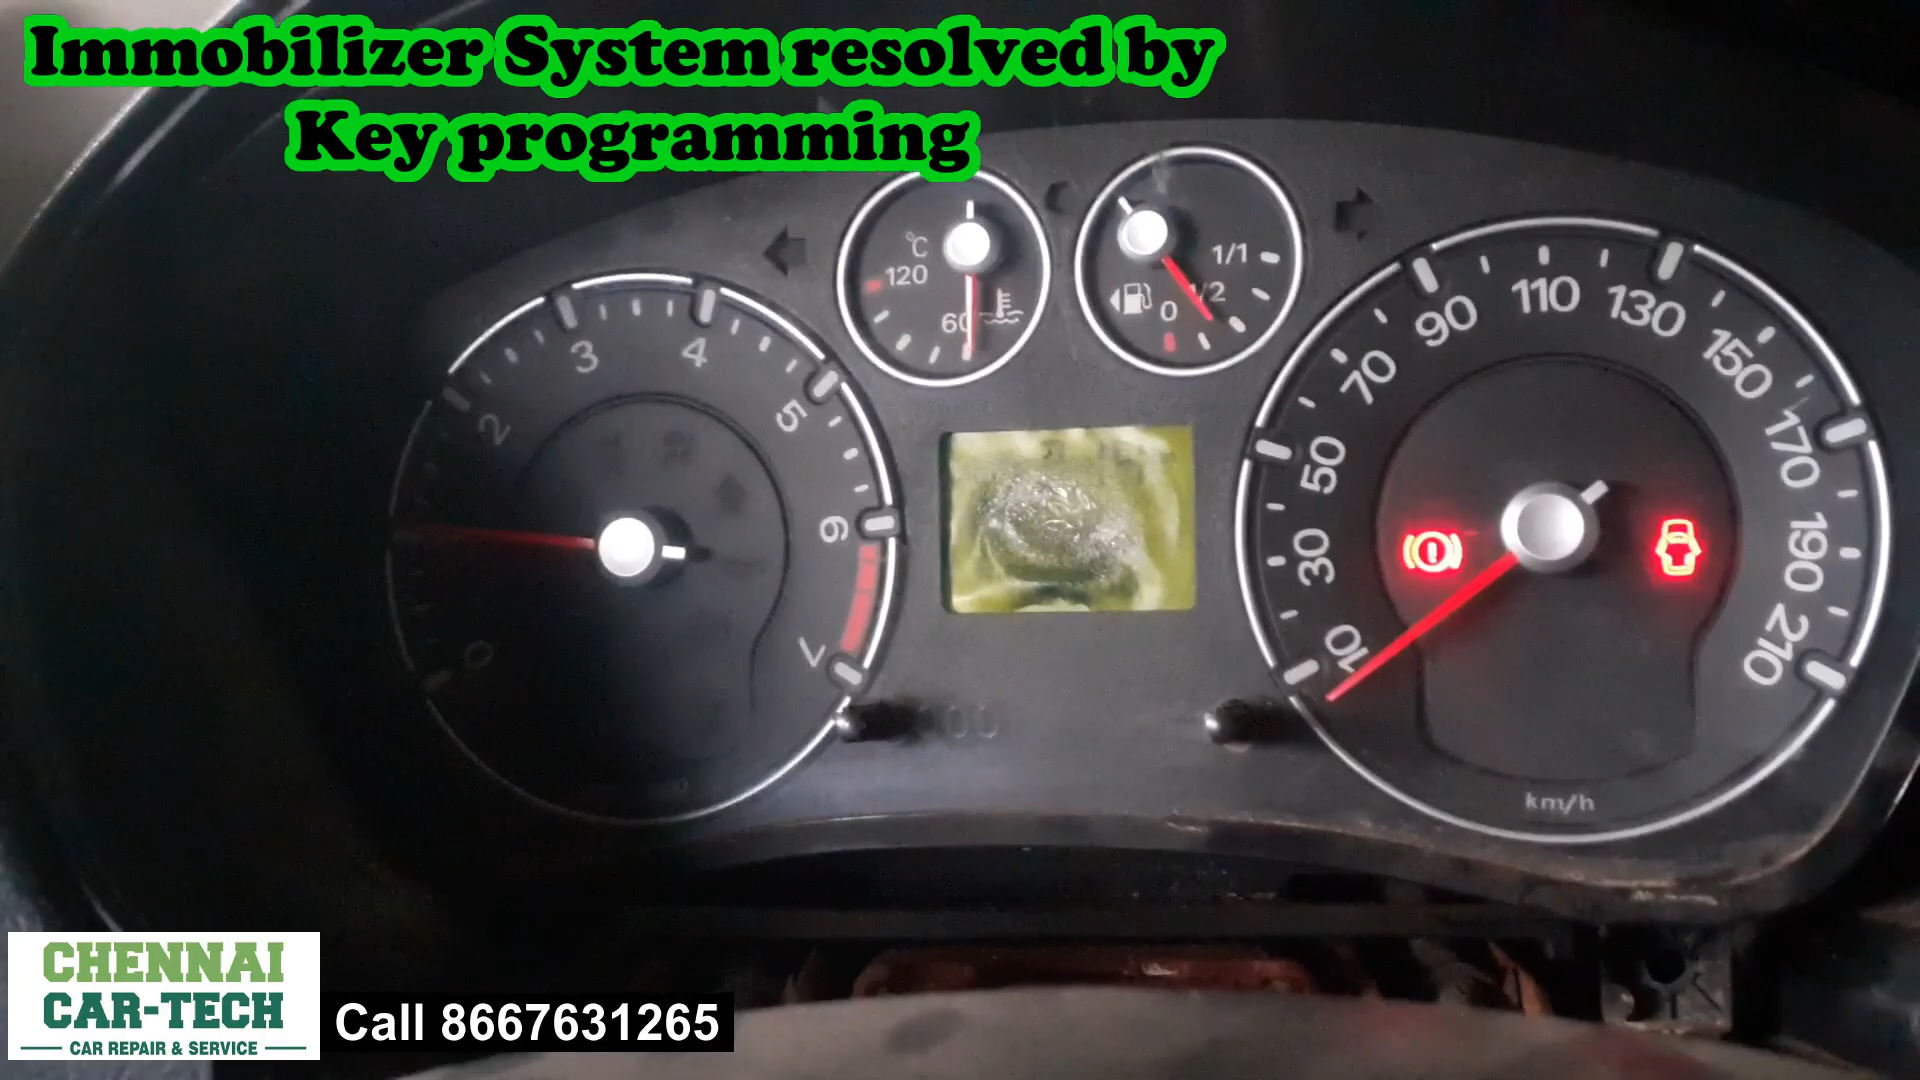 Immobilizer System resolved by
Key programming
°C
120
60
1/1
1/2
0
0
2
3
4
5
6
7
10
30
50
70
90
110
130
150
170
190
210
km/h
CHENNAI
CAR-TECH
CAR REPAIR & SERVICE
Call 8667631265